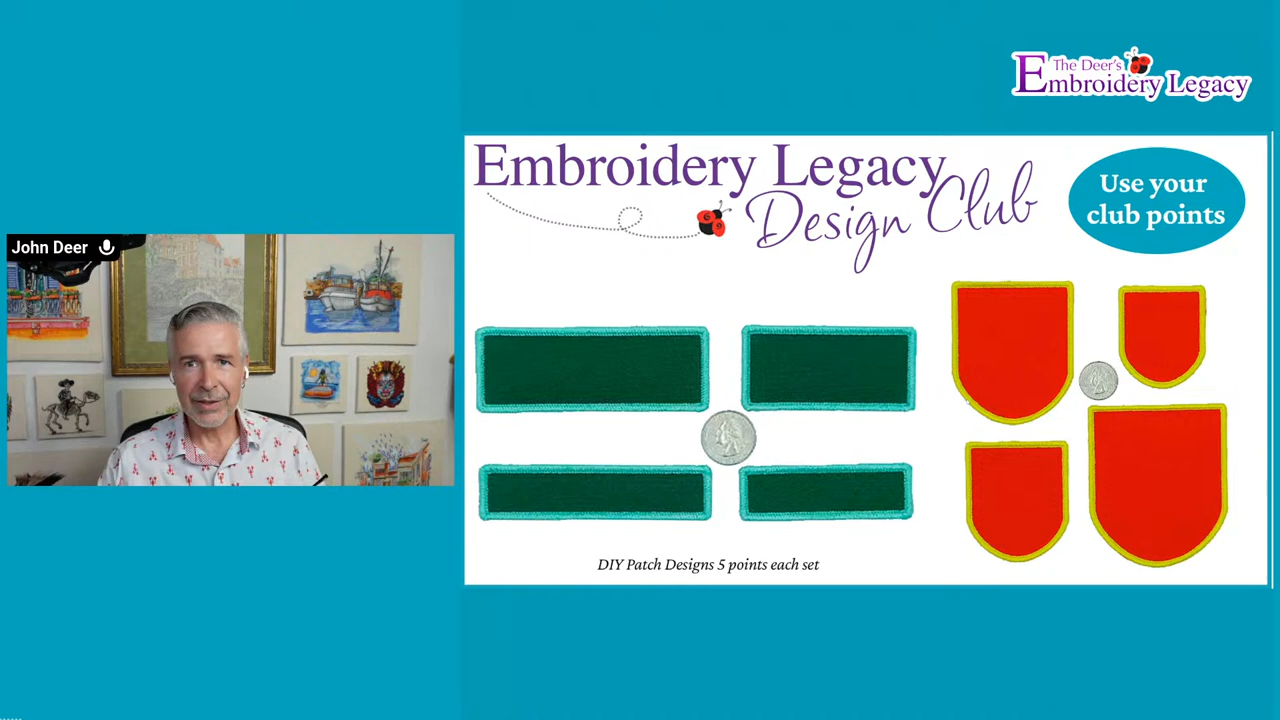 The Deer's
Embroidery Legacy
Embroidery Legacy
Design Club
Use your
club points
John Deer
DIY Patch Designs 5 points each set